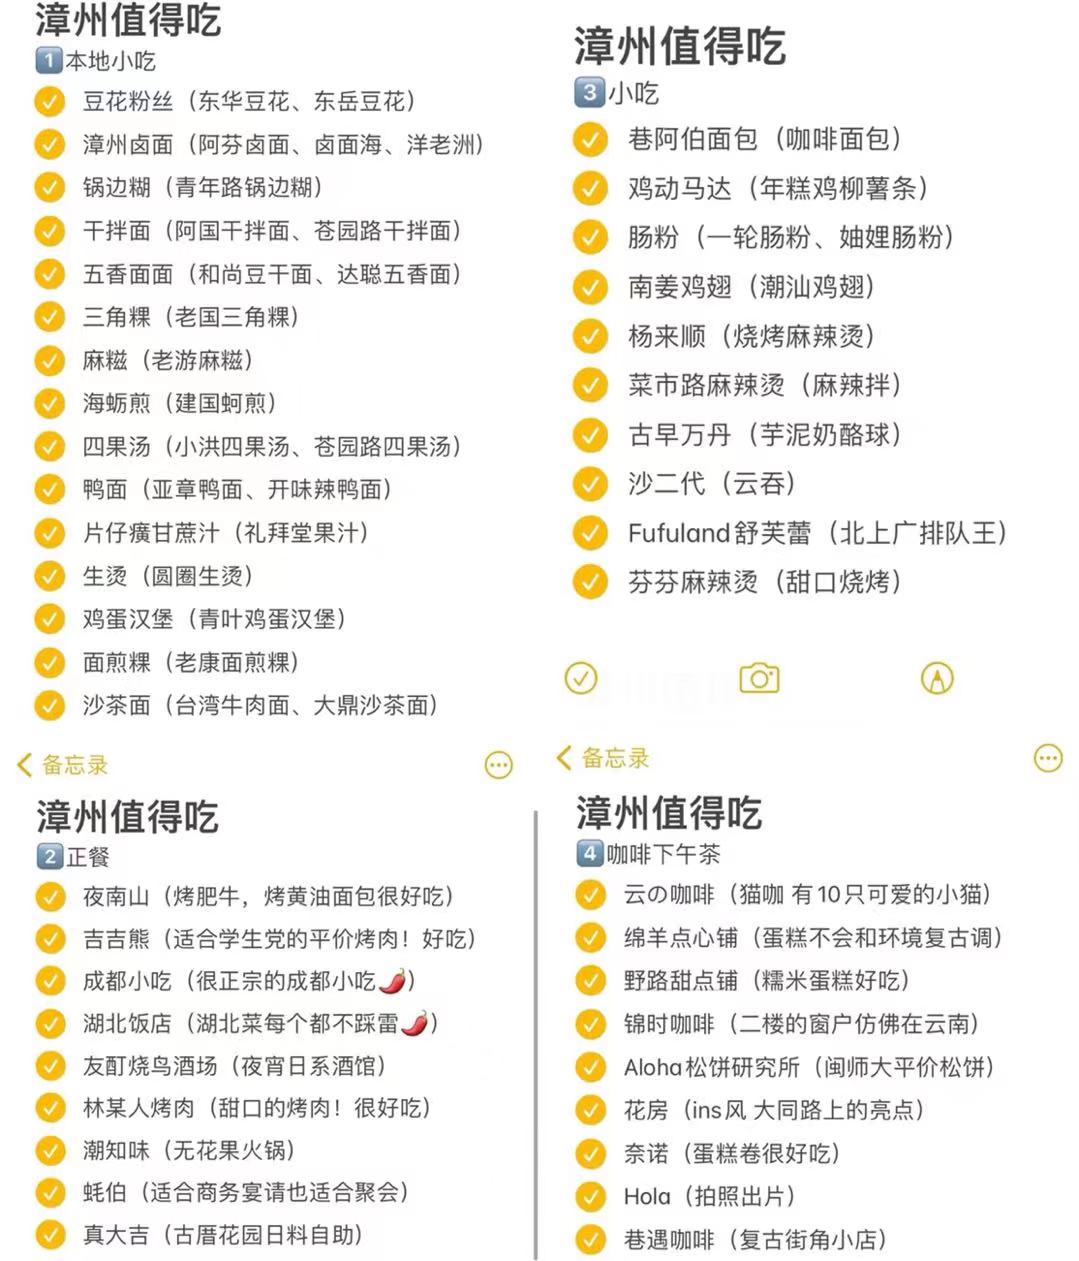 漳州值得吃
1本地小吃
豆花粉丝（东华豆花、东岳豆花）
漳州卤面（阿芬卤面、卤面海、洋老洲）
锅边糊（青年路锅边糊）
干拌面（阿国干拌面、苍园路干拌面）
五香面面（和尚豆干面、达聪五香面）
三角粿（老国三角粿）
麻糍（老游麻糍）
海蛎煎（建国蚵煎）
四果汤（小洪四果汤、苍园路四果汤）
鸭面（亚章鸭面、开味辣鸭面）
片仔癀甘蔗汁（礼拜堂果汁）
生烫（圆圈生烫）
鸡蛋汉堡（青叶鸡蛋汉堡）
面煎粿（老康面煎粿）
沙茶面（台湾牛肉面、大鼎沙茶面）
备忘录
漳州值得吃
2正餐
夜南山（烤肥牛，烤黄油面包很好吃）
吉吉熊（适合学生党的平价烤肉！好吃）
成都小吃（很正宗的成都小吃🌶️）
湖北饭店（湖北菜每个都不踩雷🌶️）
友酊烧鸟酒场（夜宵日系酒馆）
林某人烤肉（甜口的烤肉！很好吃）
潮知味（无花果火锅）
蚝伯（适合商务宴请也适合聚会）
真大吉（古厝花园日料自助）
漳州值得吃
3小吃
巷阿伯面包（咖啡面包）
鸡动马达（年糕鸡柳薯条）
肠粉（一轮肠粉、妯娌肠粉）
南姜鸡翅（潮汕鸡翅）
杨来顺（烧烤麻辣烫）
菜市路麻辣烫（麻辣拌）
古早万丹（芋泥奶酪球）
沙二代（云吞）
Fufuland舒芙蕾（北上广排队王）
芬芬麻辣烫（甜口烧烤）
备忘录
漳州值得吃
4咖啡下午茶
云の咖啡（猫咖 有10只可爱的小猫）
绵羊点心铺（蛋糕不会和环境复古调）
野路甜点铺（糯米蛋糕好吃）
锦时咖啡（二楼的窗户仿佛在云南）
Aloha松饼研究所（闽师大平价松饼）
花房（ins风 大同路上的亮点）
奈诺（蛋糕卷很好吃）
Hola（拍照出片）
巷遇咖啡（复古街角小店）